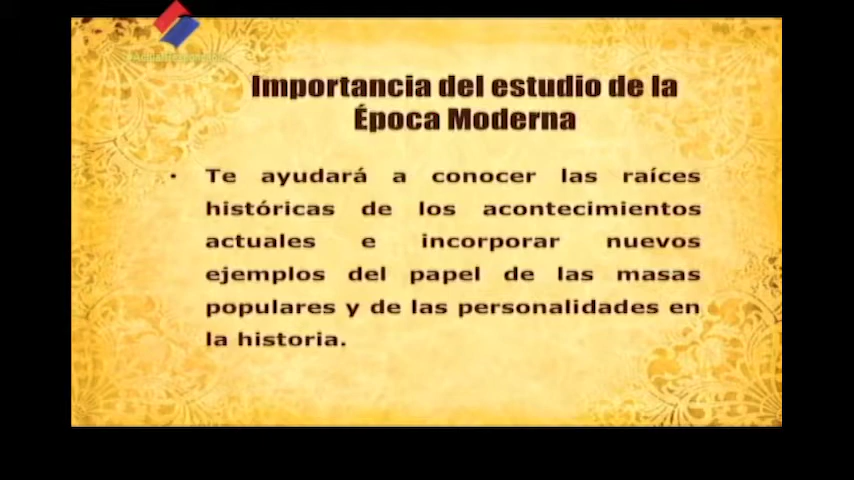 Importancia del estudio de la
Época Moderna
• Te ayudará a conocer las raíces
históricas de los acontecimientos
actuales e incorporar nuevos
ejemplos del papel de las masas
populares y de las personalidades en
la historia.